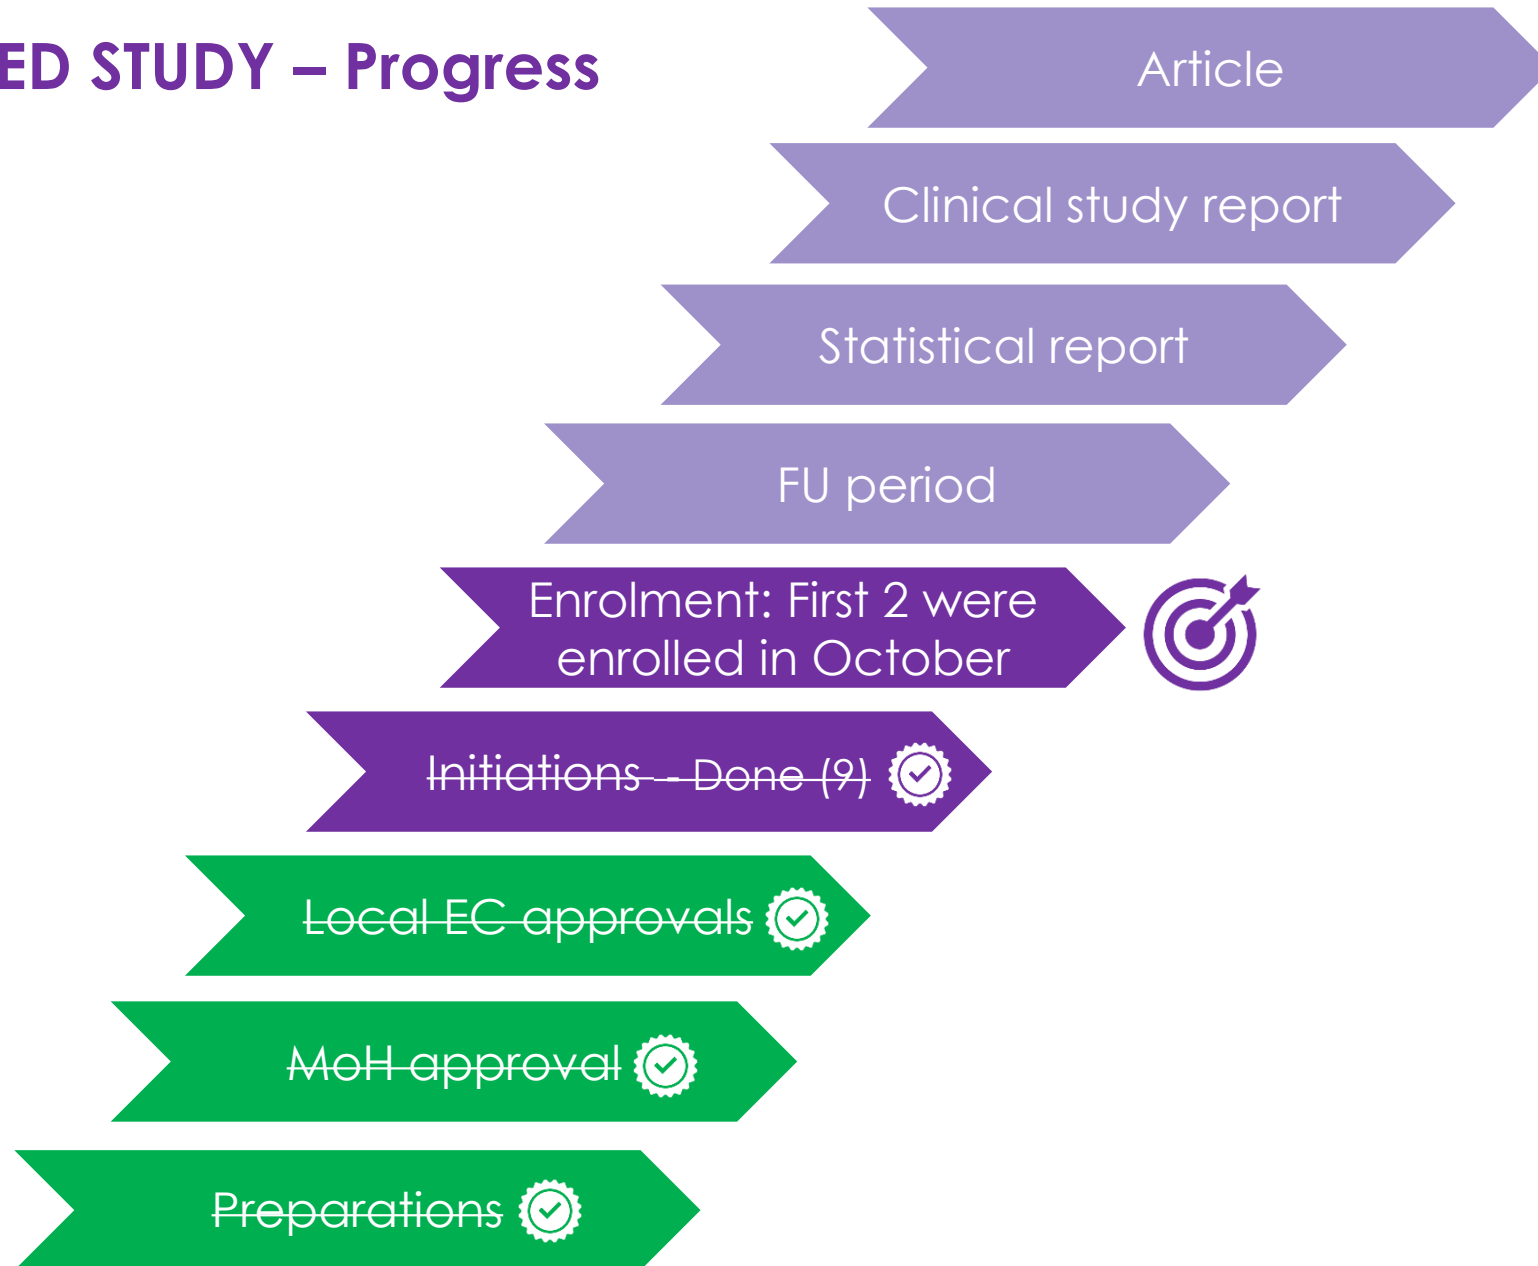 ED STUDY – Progress
Article
Clinical study report
Statistical report
FU period
Enrolment: First 2 were
enrolled in October
Initiations - Done (9)
Local EC approvals
MoH approval
Preparations